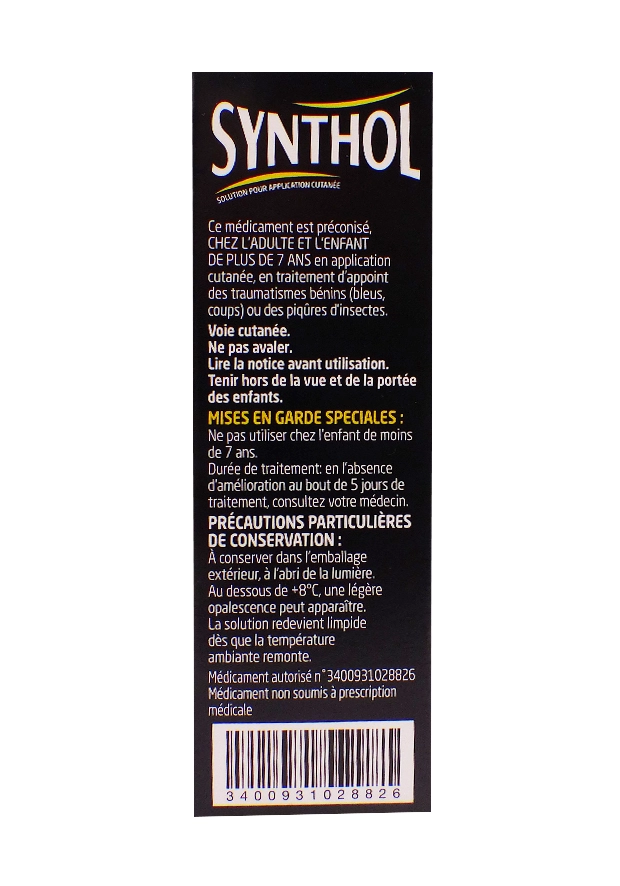 SYNTHOL
SOLUTION POUR APPLICATION CUTANÉE
Ce médicament est préconisé,
CHEZ L'ADULTE ET L'ENFANT
DE PLUS DE 7 ANS en application
cutanée, en traitement d'appoint
des traumatismes bénins (bleus,
coups) ou des piqûres d'insectes.
Voie cutanée.
Ne pas avaler.
Lire la notice avant utilisation.
Tenir hors de la vue et de la portée
des enfants.
MISES EN GARDE SPECIALES :
Ne pas utiliser chez l'enfant de moins
de 7 ans.
Durée de traitement: en l'absence
d'amélioration au bout de 5 jours de
traitement, consultez votre médecin.
PRÉCAUTIONS PARTICULIÈRES
DE CONSERVATION :
À conserver dans l'emballage
extérieur, à l'abri de la lumière.
Au dessous de +8°C, une légère
opalescence peut apparaître.
La solution redevient limpide
dès que la température
ambiante remonte.
Médicament autorisé n°3400931028826
Médicament non soumis à prescription
médicale
3400931028826